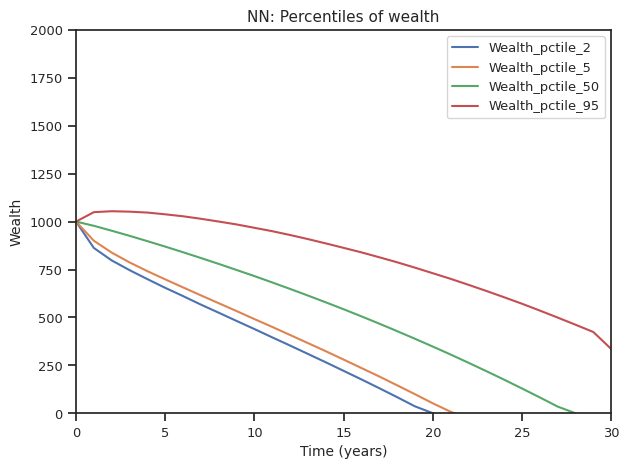 NN: Percentiles of wealth
Wealth_pctile_2
Wealth_pctile_5
Wealth_pctile_50
Wealth_pctile_95
Wealth
2000
1750
1500
1250
1000
750
500
250
0
0 5 10 15 20 25 30
Time (years)